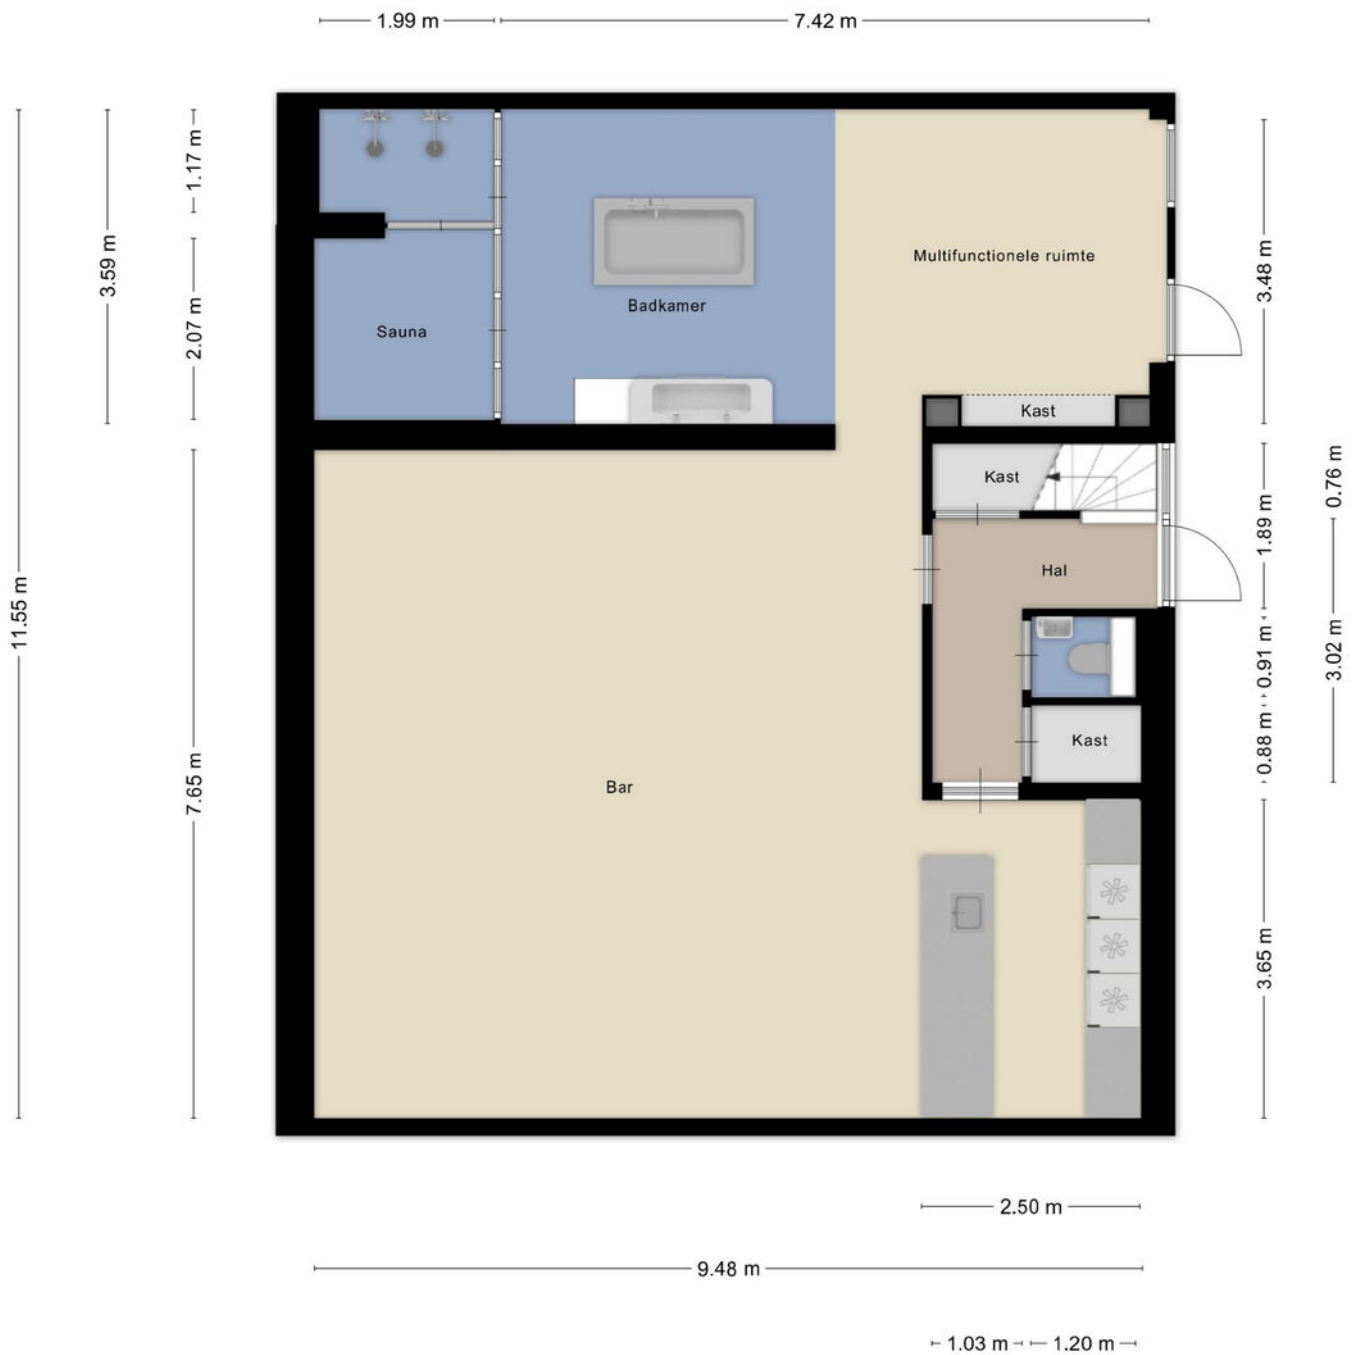 1.99 m
7.42 m
1.17 m
3.59 m
2.07 m
11.55 m
7.65 m
Multifunctionele ruimte
Badkamer
Sauna
Kast
Kast
Hal
Kast
Bar
3.48 m
0.76 m
1.89 m
0.91 m
3.02 m
0.88 m
3.65 m
2.50 m
9.48 m
1.03 m
1.20 m